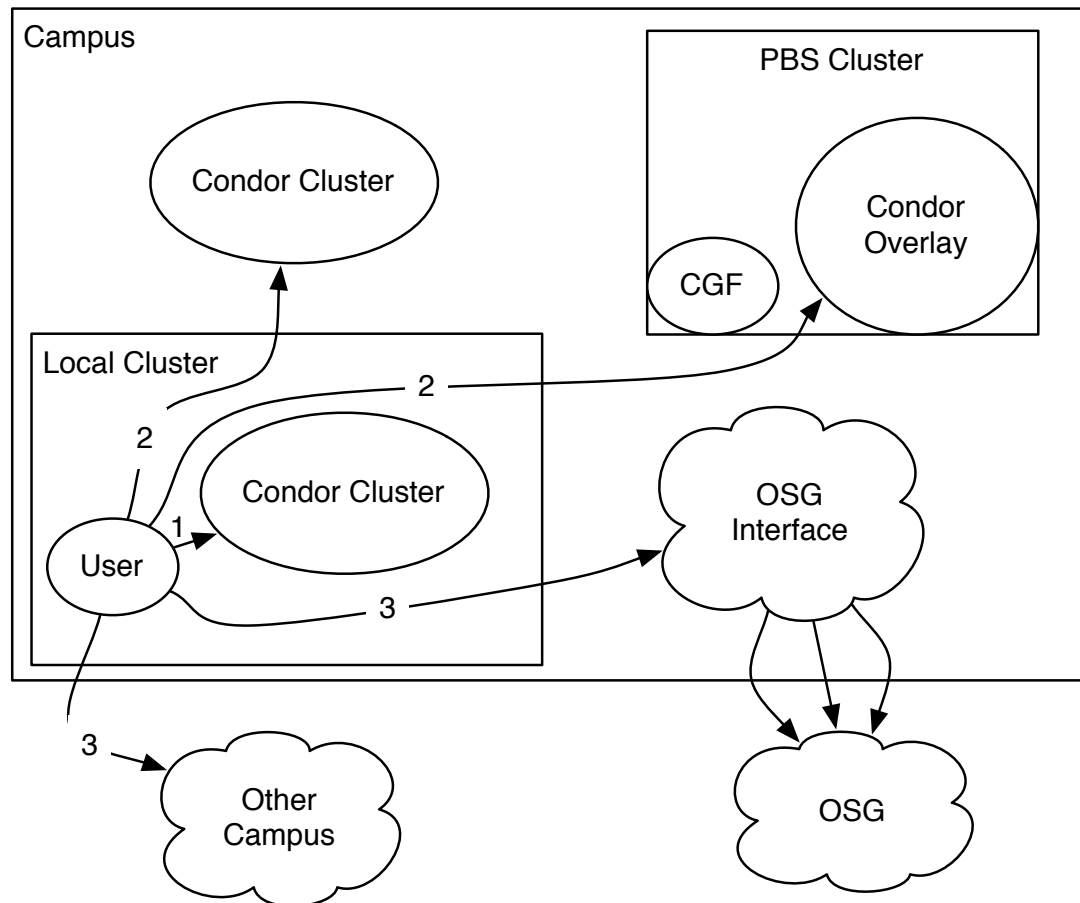 Campus
PBS Cluster
Condor Cluster
Condor
Overlay
CGF
Local Cluster
2
2
Condor Cluster
OSG
Interface
1
User
3
3
Other
Campus
OSG